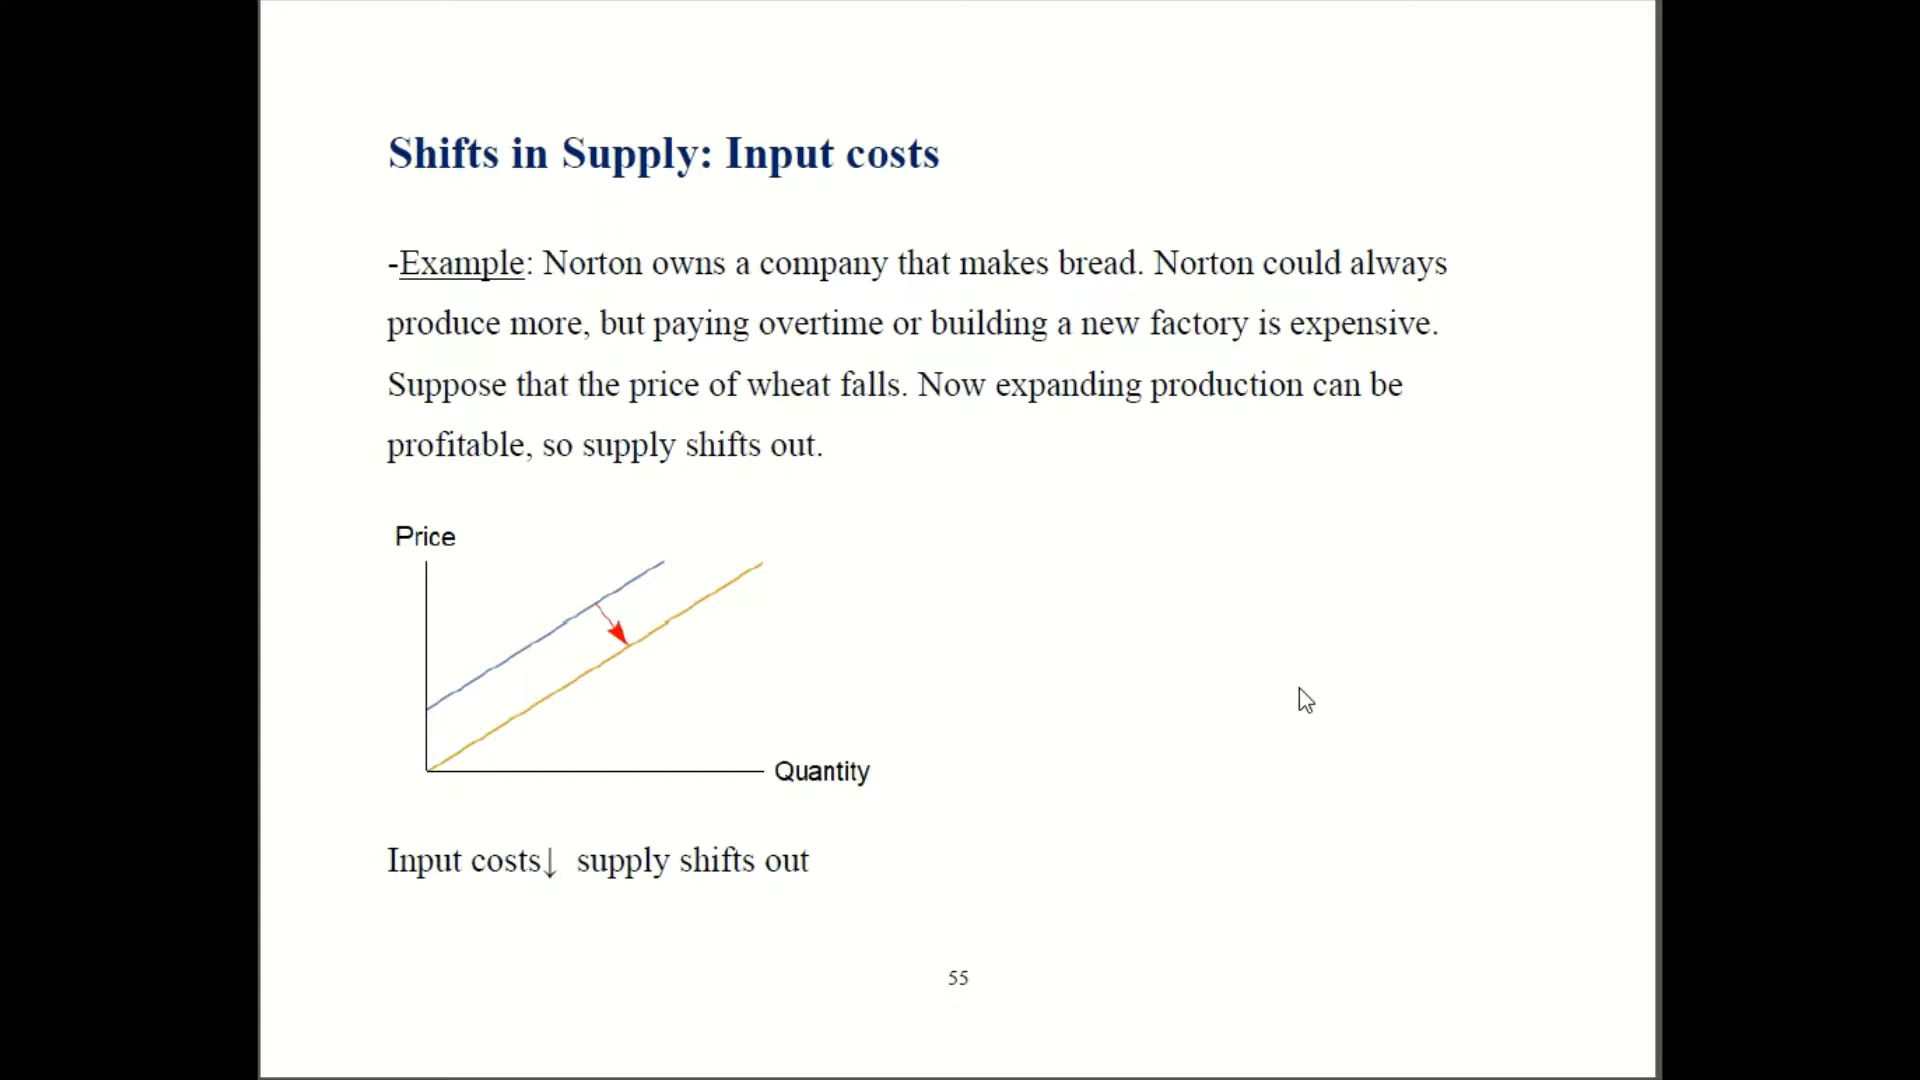 Shifts in Supply: Input costs
-Example: Norton owns a company that makes bread. Norton could always
produce more, but paying overtime or building a new factory is expensive.
Suppose that the price of wheat falls. Now expanding production can be
profitable, so supply shifts out.
Price
Quantity
Input costs↓ supply shifts out
55